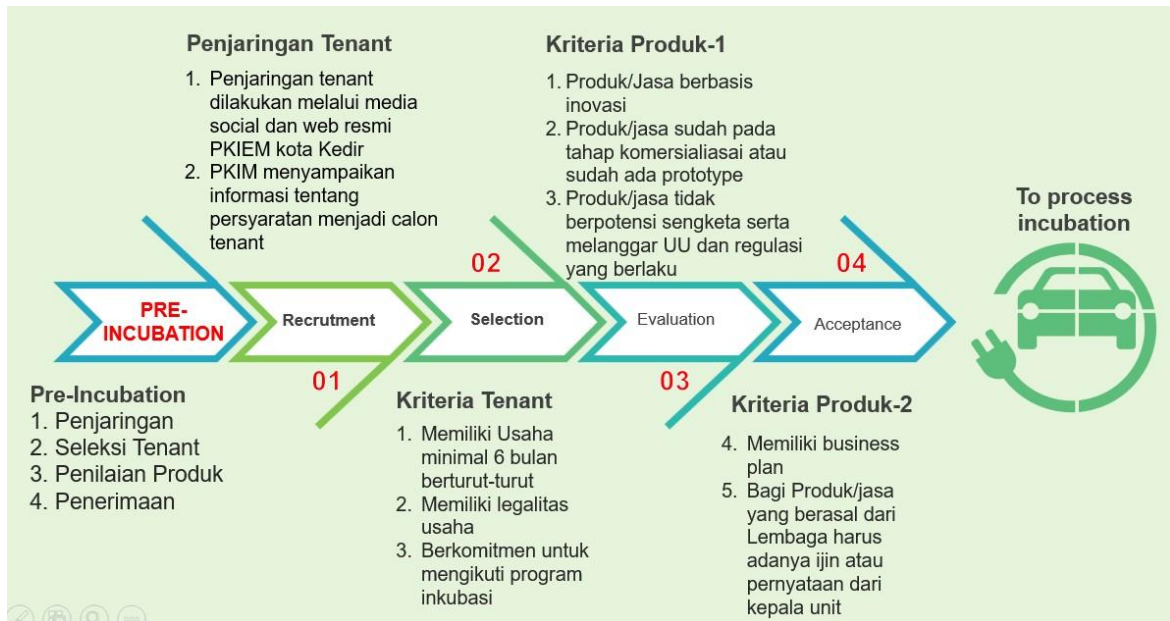 Penjaringan Tenant
1. Penjaringan tenant
dilakukan melalui media
social dan web resmi
PKIEM kota Kedir
2. PKIM menyampaikan
informasi tentang
persyaratan menjadi calon
tenant
Kriteria Produk-1
1. Produk/Jasa berbasis
inovasi
2. Produk/jasa sudah pada
tahap komersialiasai atau
sudah ada prototype
3. Produk/jasa tidak
berpotensi sengketa serta
melanggar UU dan regulasi
yang berlaku
To process
incubation
02
04
PRE-
INCUBATION
Recrutment
Selection
Evaluation
Acceptance
01
03
Pre-Incubation
1. Penjaringan
2. Seleksi Tenant
3. Penilaian Produk
4. Penerimaan
Kriteria Tenant
1. Memiliki Usaha
minimal 6 bulan
berturut-turut
2. Memiliki legalitas
usaha
3. Berkomitmen untuk
mengikuti program
inkubasi
Kriteria Produk-2
4. Memiliki business
plan
5. Bagi Produk/jasa
yang berasal dari
Lembaga harus
adanya ijin atau
pernyataan dari
kepala unit